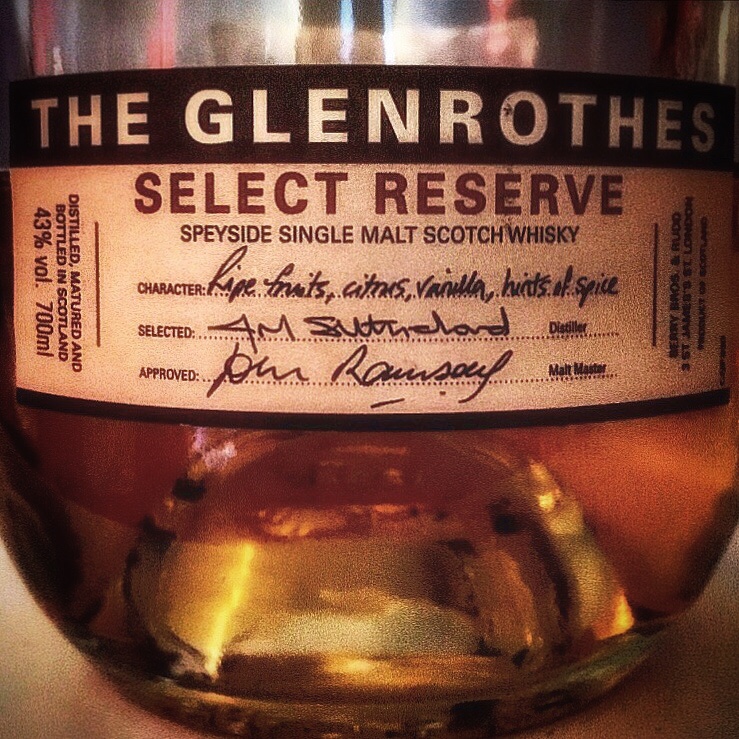 THE GLENROTHES
SELECT RESERVE
SPEYSIDE SINGLE MALT SCOTCH WHISKY
CHARACTER: Ripe fruits, citrus, vanilla, hints of spice
SELECTED: Distiller
APPROVED: John Ramsay Malt Master
DISTILLED, MATURED AND
BOTTLED IN SCOTLAND
43% vol. 700ml
BERRY BROS. & RUDD
3 ST JAMES'S ST. LONDON
PRODUCT OF SCOTLAND